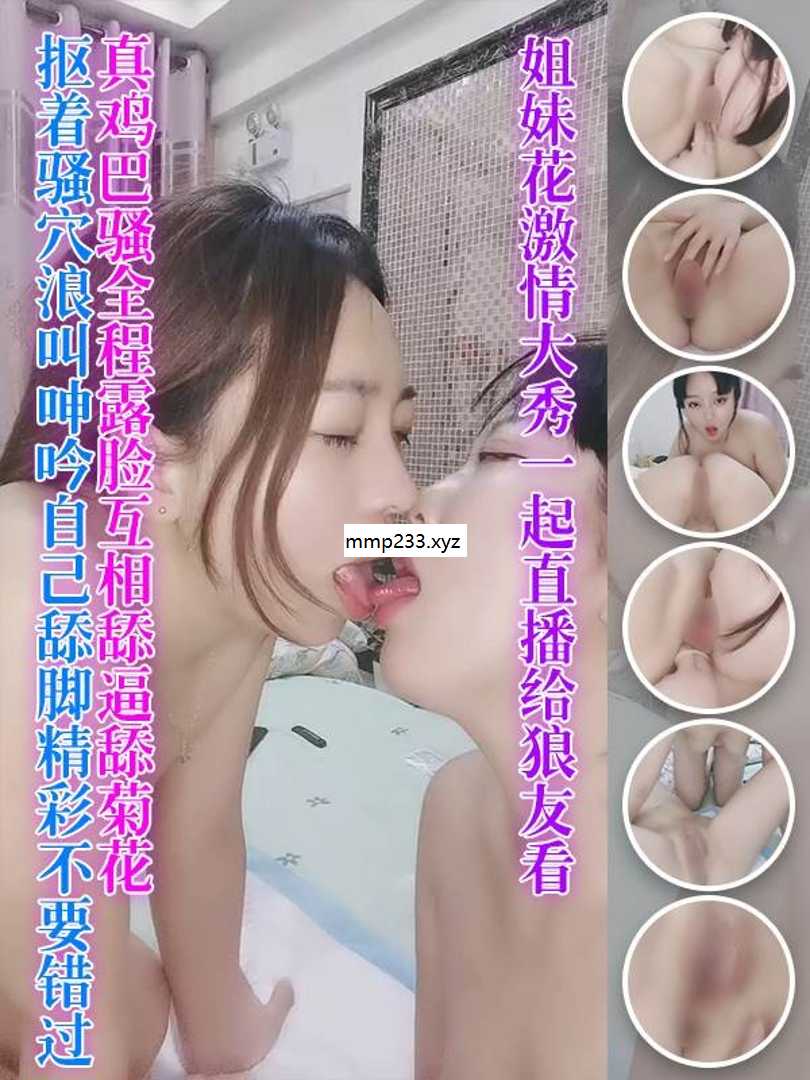 姐妹花激情大秀一起直播给狼友看
真鸡巴骚全程露脸互相舔逼舔菊花
抠着骚穴浪叫呻吟自己舔脚精彩不要错过
mmp233.xyz